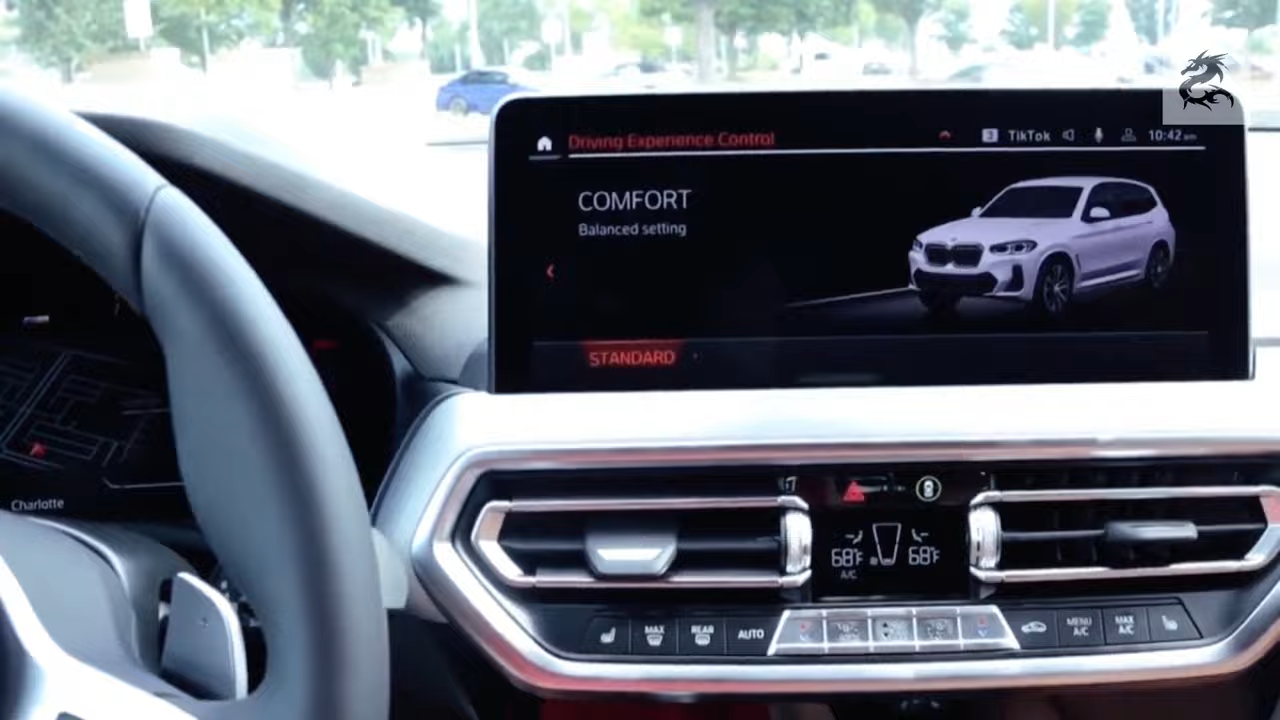 Driving Experience Control
TikTok
10:42 am
COMFORT
Balanced setting
STANDARD
Charlotte
68°F
68°F
A/C
MAX
REAR
AUTO
MENU
A/C
MAX
A/C